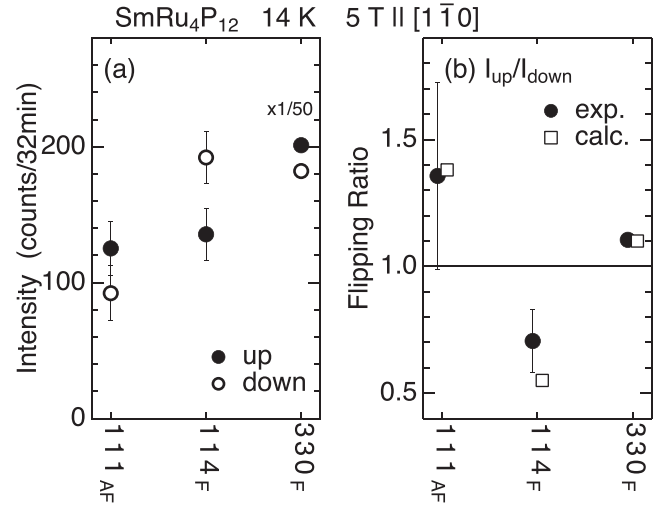 SmRu₄P₁₂ 14 K 5 T || [11̄0]
(a)
x1/50
200
100
0
Intensity (counts/32min)
up
down
1 1 1 AF
1 1 4 F
3 3 0 F
(b) Iup/Idown
exp.
calc.
1.5
1.0
0.5
Flipping Ratio
1 1 1 AF
1 1 4 F
3 3 0 F